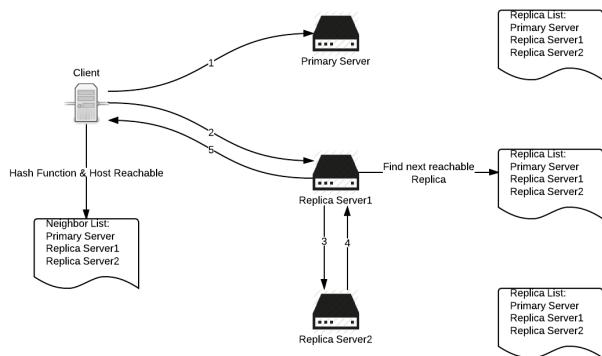 Replica List:
Primary Server
Replica Server1
Replica Server2
1
Primary Server
Client
2
5
Replica List:
Primary Server
Replica Server1
Replica Server2
Find next reachable
Replica
Hash Function & Host Reachable
Replica Server1
Neighbor List:
Primary Server
Replica Server1
Replica Server2
3
4
Replica List:
Primary Server
Replica Server1
Replica Server2
Replica Server2